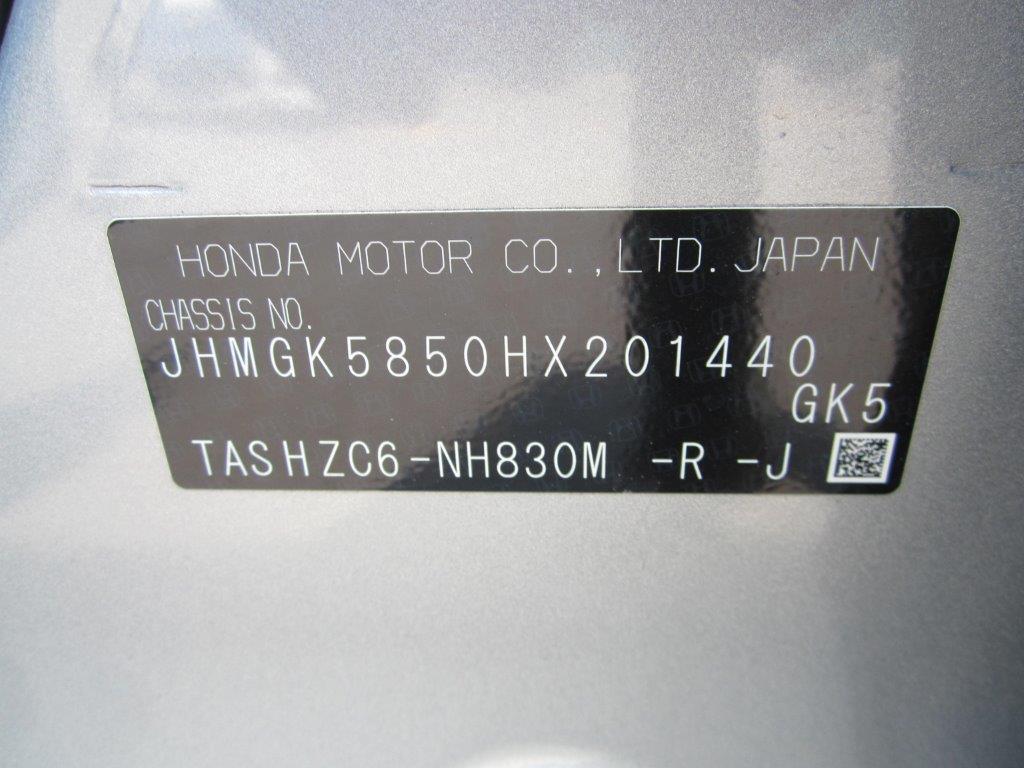 HONDA MOTOR CO.,LTD. JAPAN
CHASSIS NO.
JHMGK5850HX201440
GK5
TASHZC6-NH830M -R -J